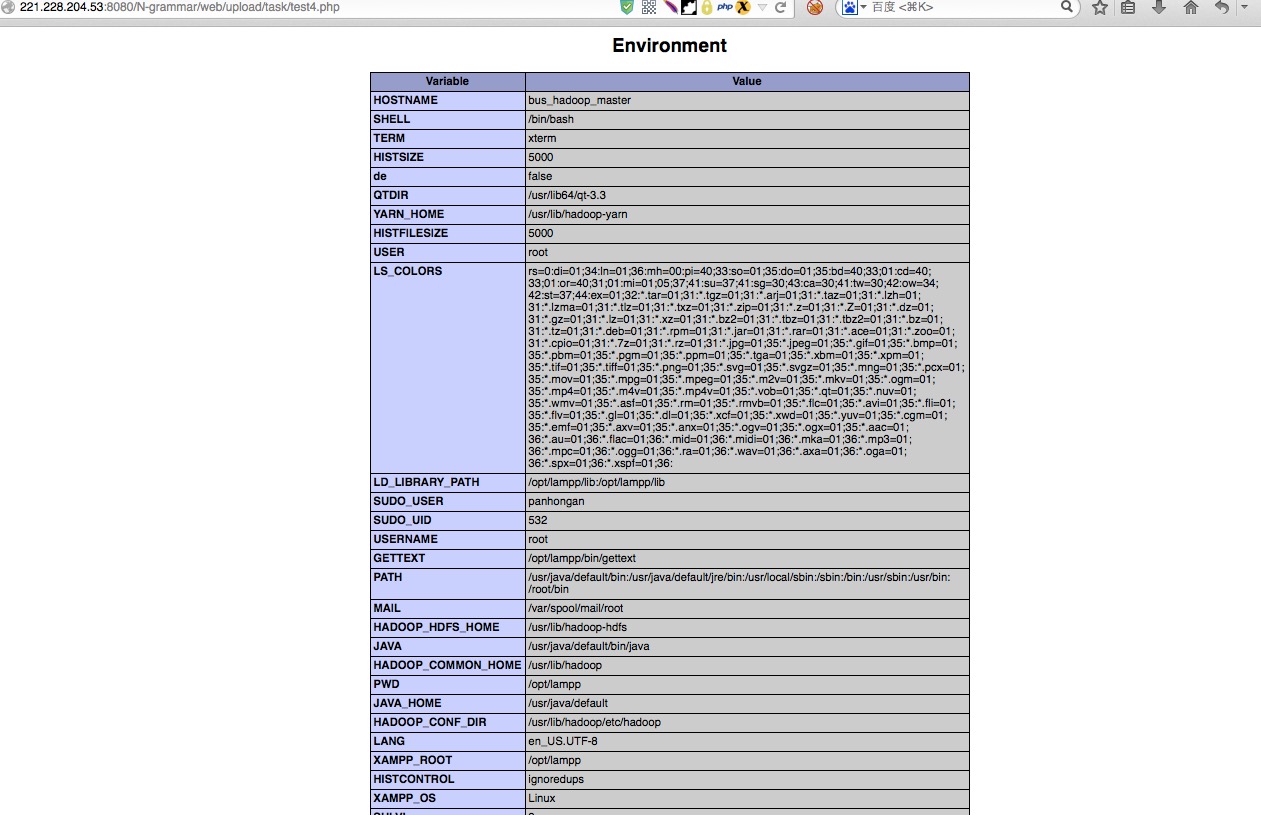 221.228.204.53:8080/N-grammar/web/upload/task/test4.php php 百度 <⌘K>
Environment
Variable Value
HOSTNAME bus_hadoop_master
SHELL /bin/bash
TERM xterm
HISTSIZE 5000
de false
QTDIR /usr/lib64/qt-3.3
YARN_HOME /usr/lib/hadoop-yarn
HISTFILESIZE 5000
USER root
LS_COLORS rs=0:di=01;34:ln=01;36:mh=00:pi=40;33:so=01;35:do=01;35:bd=40;33;01:cd=40;
33;01:or=40;31;01:mi=01;05;37;41:su=37;41:sg=30;43:ca=30;41:tw=30;42:ow=34;
42:st=37;44:ex=01;32:*.tar=01;31:*.tgz=01;31:*.arj=01;31:*.taz=01;31:*.lzh=01;
31:*.lzma=01;31:*.tlz=01;31:*.txz=01;31:*.zip=01;31:*.z=01;31:*.Z=01;31:*.dz=01;
31:*.gz=01;31:*.lz=01;31:*.xz=01;31:*.bz2=01;31:*.tbz=01;31:*.tbz2=01;31:*.bz=01;
31:*.tz=01;31:*.deb=01;31:*.rpm=01;31:*.jar=01;31:*.rar=01;31:*.ace=01;31:*.zoo=01;
31:*.cpio=01;31:*.7z=01;31:*.rz=01;31:*.jpg=01;35:*.jpeg=01;35:*.gif=01;35:*.bmp=01;
35:*.pbm=01;35:*.pgm=01;35:*.ppm=01;35:*.tga=01;35:*.xbm=01;35:*.xpm=01;
35:*.tif=01;35:*.tiff=01;35:*.png=01;35:*.svg=01;35:*.svgz=01;35:*.mng=01;35:*.pcx=01;
35:*.mov=01;35:*.mpg=01;35:*.mpeg=01;35:*.m2v=01;35:*.mkv=01;35:*.ogm=01;
35:*.mp4=01;35:*.m4v=01;35:*.mp4v=01;35:*.vob=01;35:*.qt=01;35:*.nuv=01;
35:*.wmv=01;35:*.asf=01;35:*.rm=01;35:*.rmvb=01;35:*.flc=01;35:*.avi=01;35:*.fli=01;
35:*.flv=01;35:*.gl=01;35:*.dl=01;35:*.xcf=01;35:*.xwd=01;35:*.yuv=01;35:*.cgm=01;
35:*.emf=01;35:*.axv=01;35:*.anx=01;35:*.ogv=01;35:*.ogx=01;35:*.aac=01;
36:*.au=01;36:*.flac=01;36:*.mid=01;36:*.midi=01;36:*.mka=01;36:*.mp3=01;
36:*.mpc=01;36:*.ogg=01;36:*.ra=01;36:*.wav=01;36:*.axa=01;36:*.oga=01;
36:*.spx=01;36:*.xspf=01;36:
LD_LIBRARY_PATH /opt/lampp/lib:/opt/lampp/lib
SUDO_USER panhongan
SUDO_UID 532
USERNAME root
GETTEXT /opt/lampp/bin/gettext
PATH /usr/java/default/bin:/usr/java/default/jre/bin:/usr/local/sbin:/sbin:/bin:/usr/sbin:/usr/bin:
/root/bin
MAIL /var/spool/mail/root
HADOOP_HDFS_HOME /usr/lib/hadoop-hdfs
JAVA /usr/java/default/bin/java
HADOOP_COMMON_HOME /usr/lib/hadoop
PWD /opt/lampp
JAVA_HOME /usr/java/default
HADOOP_CONF_DIR /usr/lib/hadoop/etc/hadoop
LANG en_US.UTF-8
XAMPP_ROOT /opt/lampp
HISTCONTROL ignoredups
XAMPP_OS Linux